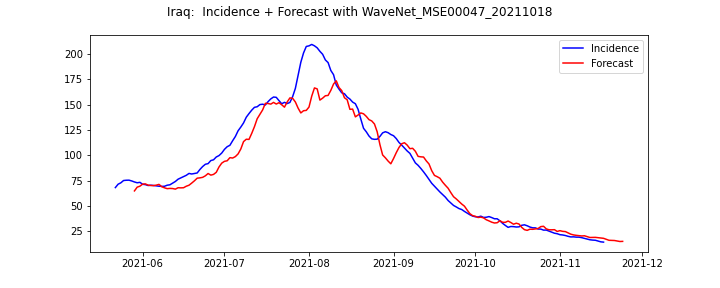 Iraq:  Incidence + Forecast with WaveNet_MSE00047_20211018
Incidence
Forecast
200
175
150
125
100
75
50
25
2021-06 2021-07 2021-08 2021-09 2021-10 2021-11 2021-12